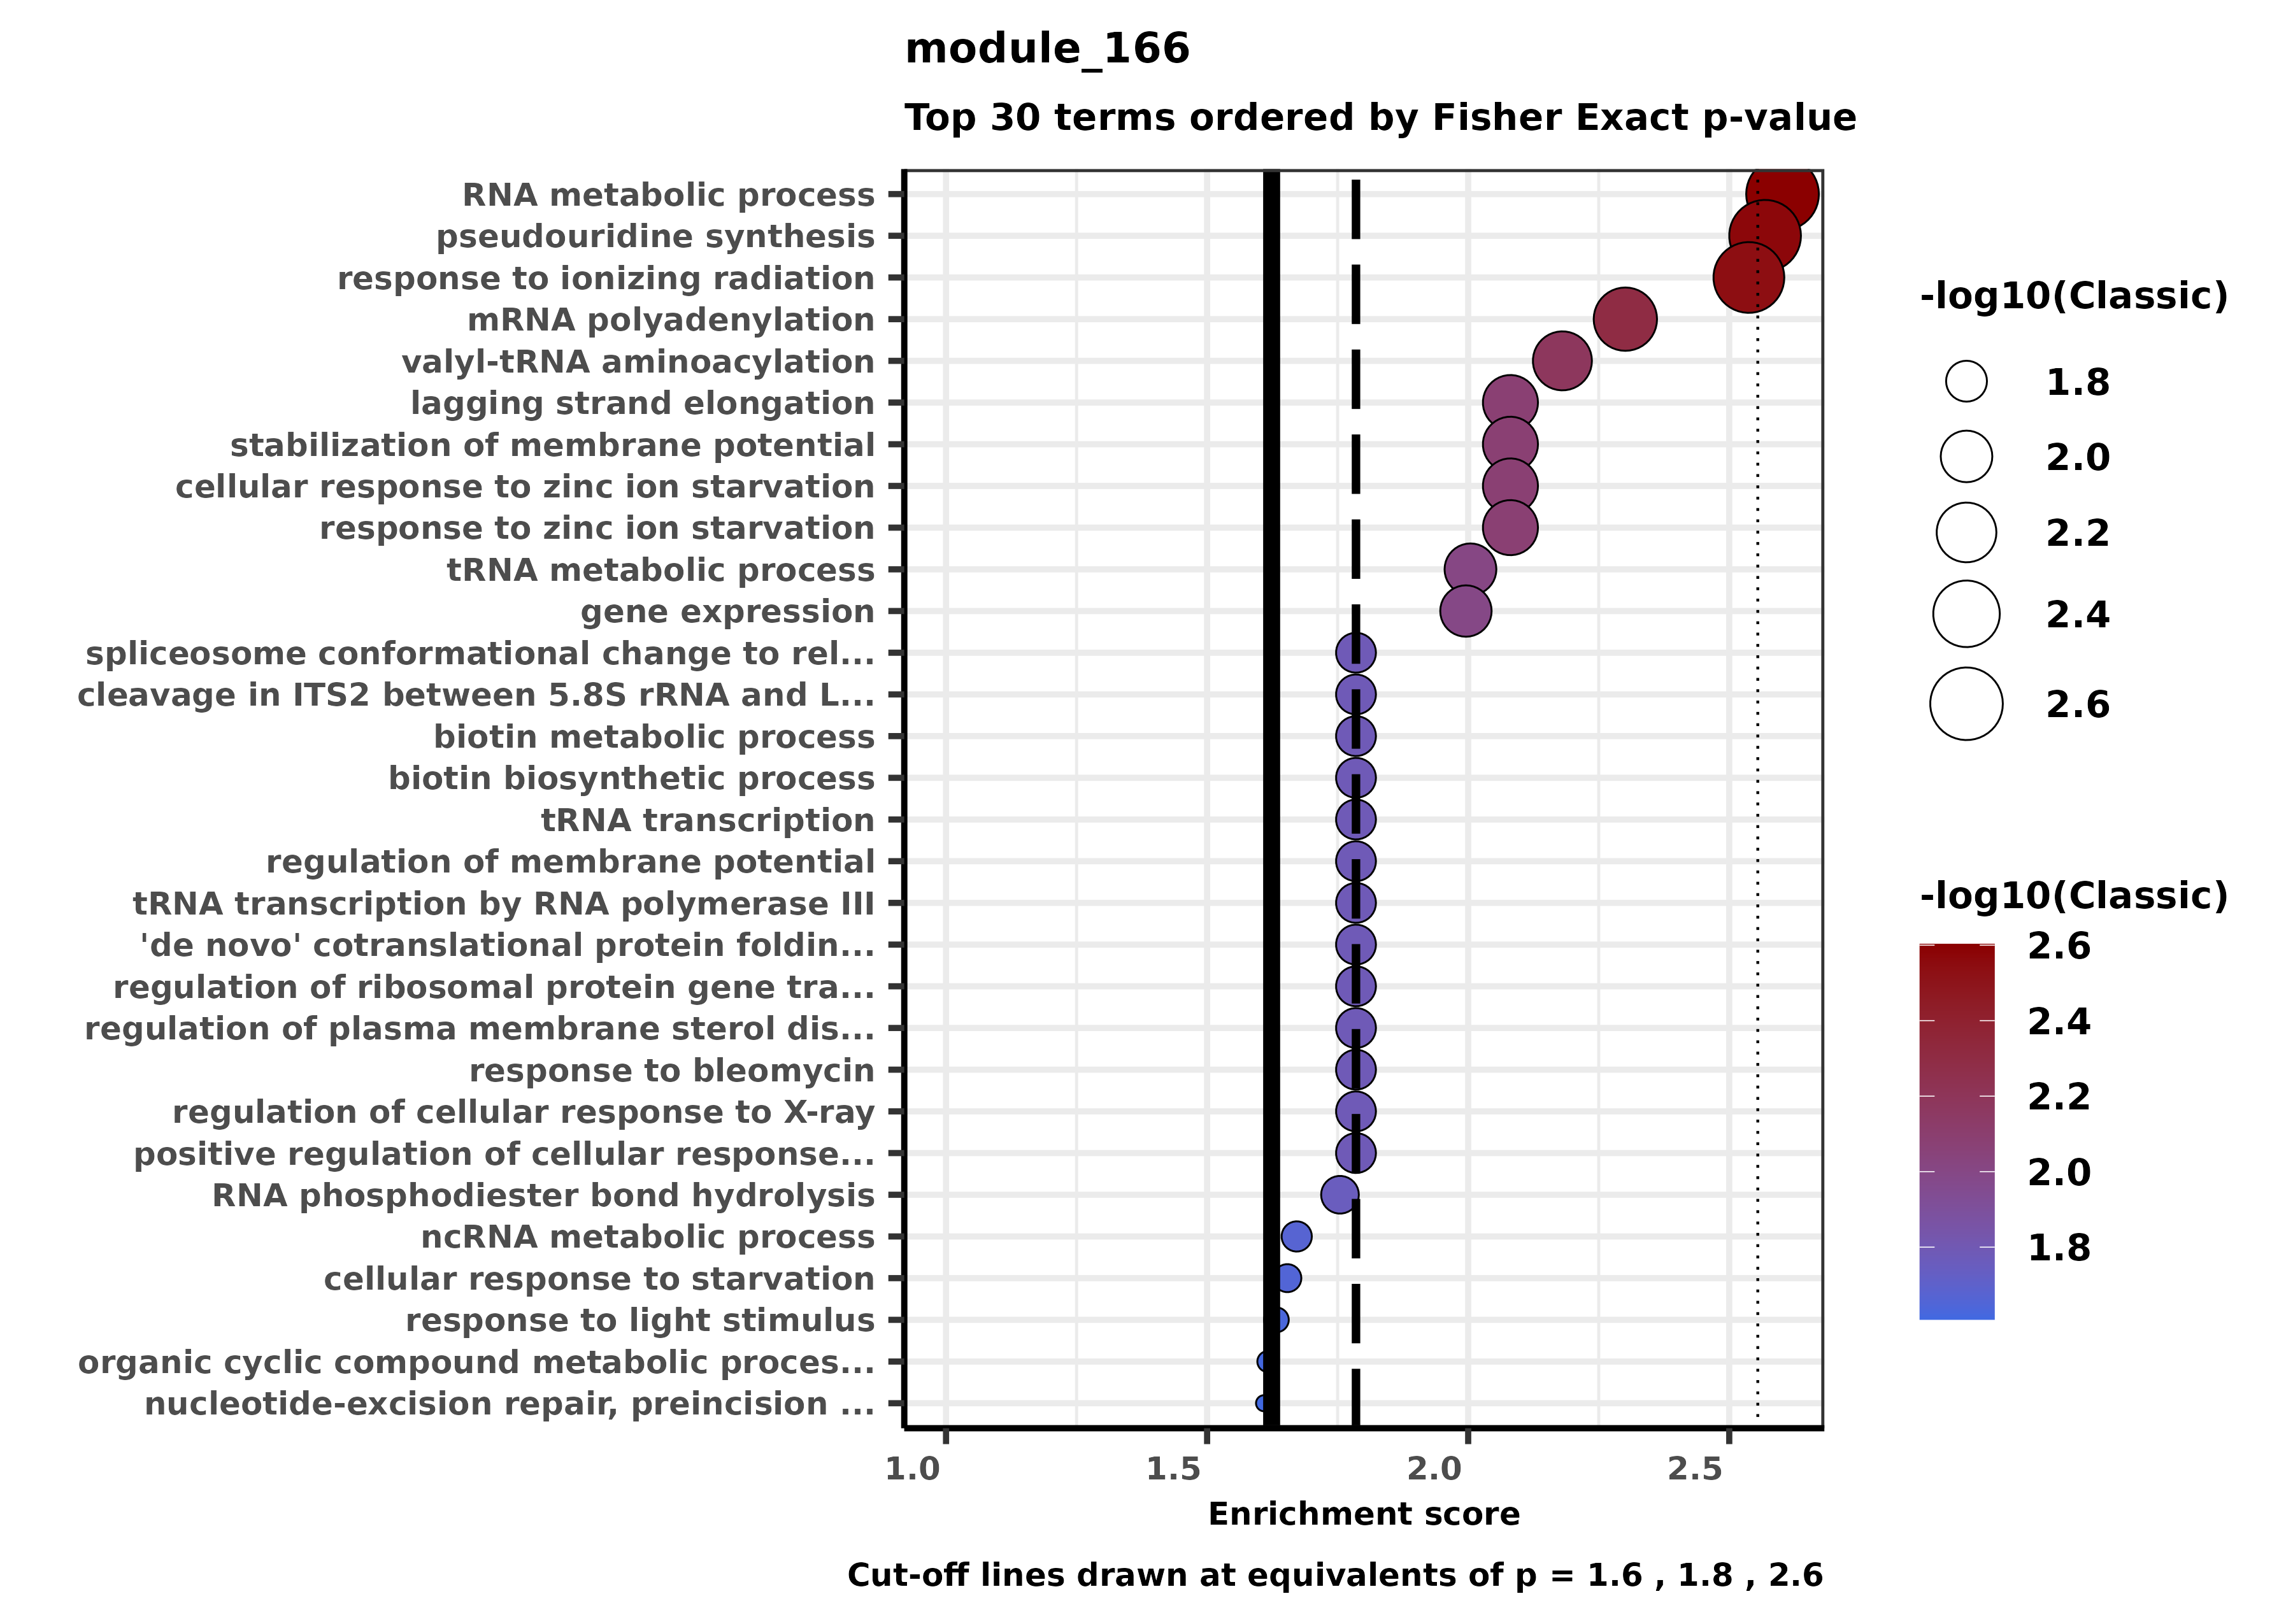 module_166
Top 30 terms ordered by Fisher Exact p-value
RNA metabolic process
pseudouridine synthesis
response to ionizing radiation
mRNA polyadenylation
valyl-tRNA aminoacylation
lagging strand elongation
stabilization of membrane potential
cellular response to zinc ion starvation
response to zinc ion starvation
tRNA metabolic process
gene expression
spliceosome conformational change to rel...
cleavage in ITS2 between 5.8S rRNA and L...
biotin metabolic process
biotin biosynthetic process
tRNA transcription
regulation of membrane potential
tRNA transcription by RNA polymerase III
'de novo' cotranslational protein foldin...
regulation of ribosomal protein gene tra...
regulation of plasma membrane sterol dis...
response to bleomycin
regulation of cellular response to X-ray
positive regulation of cellular response...
RNA phosphodiester bond hydrolysis
ncRNA metabolic process
cellular response to starvation
response to light stimulus
organic cyclic compound metabolic proces...
nucleotide-excision repair, preincision ...
1.0 1.5 2.0 2.5
Enrichment score
Cut-off lines drawn at equivalents of p = 1.6 , 1.8 , 2.6
-log10(Classic)
1.8
2.0
2.2
2.4
2.6
-log10(Classic)
2.6
2.4
2.2
2.0
1.8